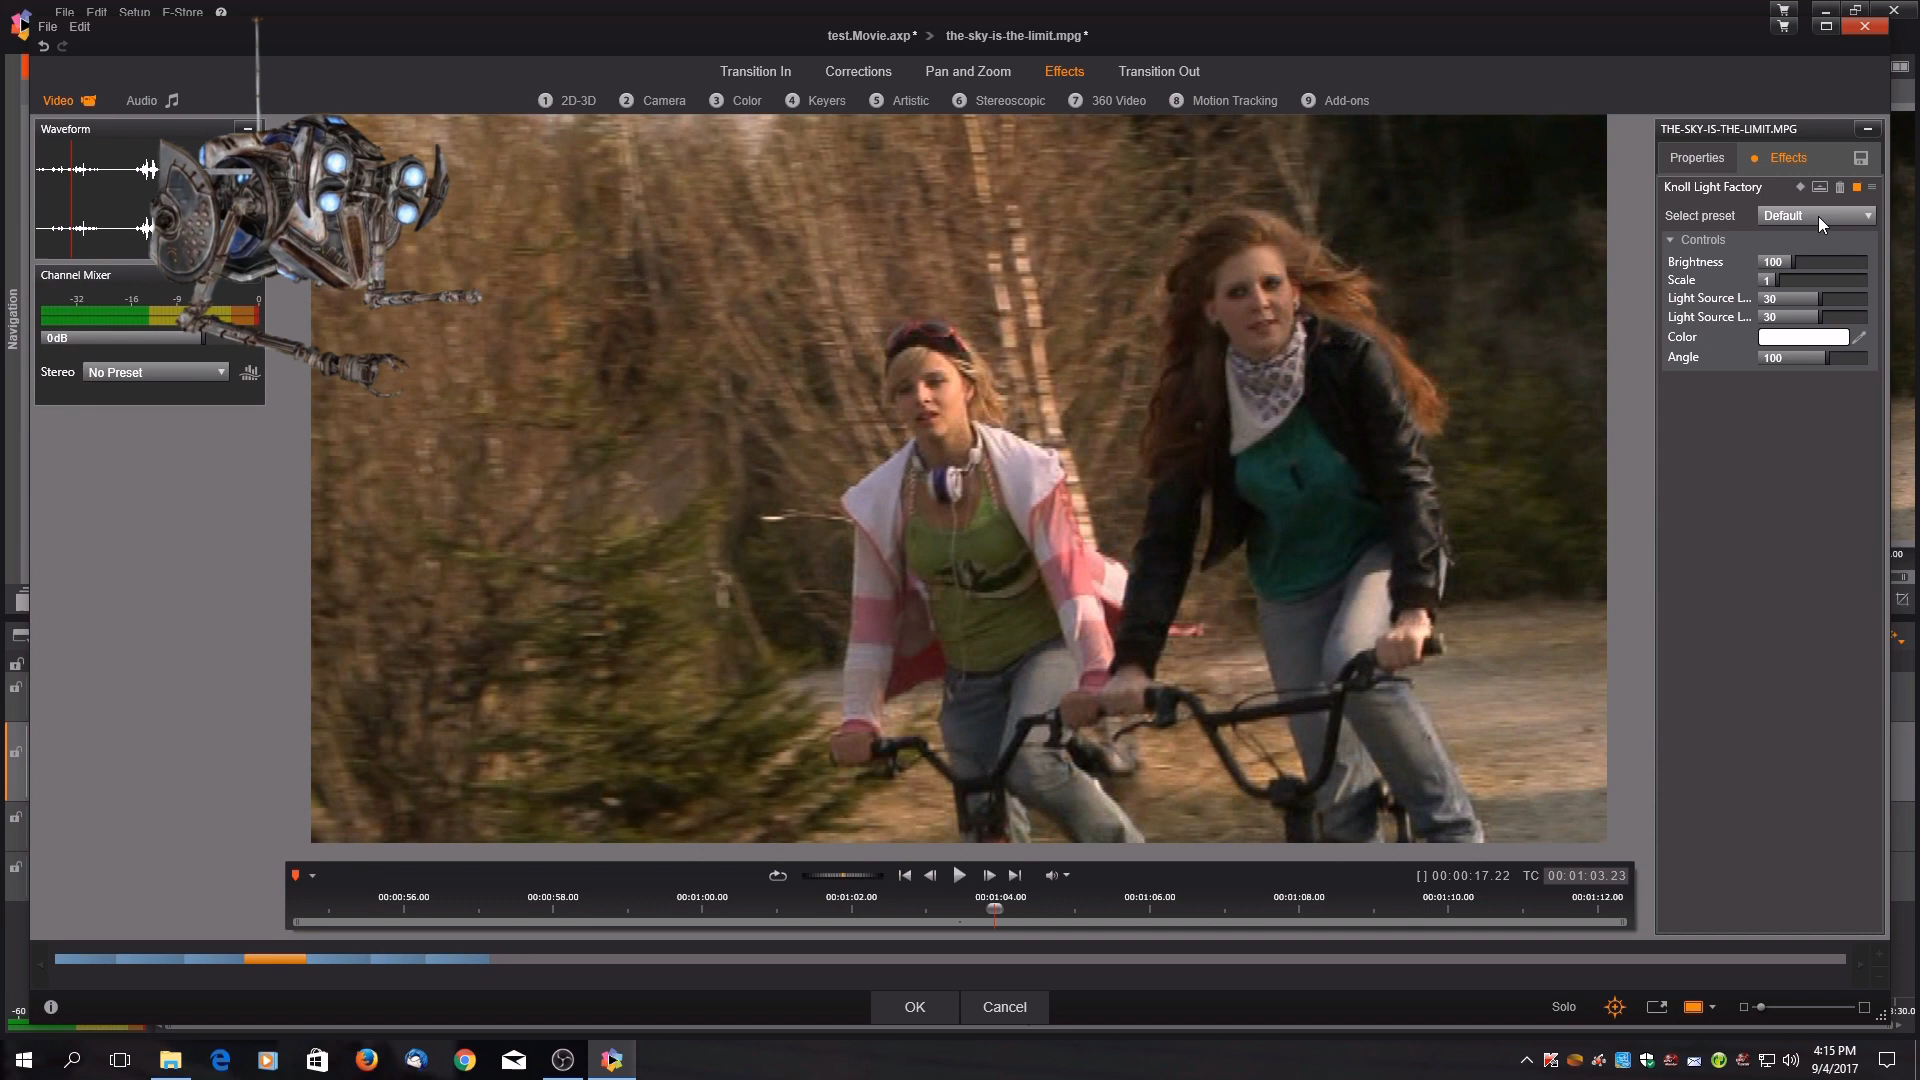 File Edit Setup E-Store ?
File Edit
test.Movie.axp* > the-sky-is-the-limit.mpg*
Transition In Corrections Pan and Zoom Effects Transition Out
Video Audio
1 2D-3D 2 Camera 3 Color 4 Keyers 5 Artistic 6 Stereoscopic 7 360 Video 8 Motion Tracking 9 Add-ons
Waveform
Channel Mixer
-32 -16 -9 0
0dB
Stereo No Preset
Navigation
THE-SKY-IS-THE-LIMIT.MPG
Properties Effects
Knoll Light Factory
Select preset Default
Controls
Brightness 100
Scale 1
Light Source L... 30
Light Source L... 30
Color
Angle 100
.00
[ ] 00:00:17.22 TC 00:01:03.23
00:00:56.00 00:00:58.00 00:01:00.00 00:01:02.00 00:01:04.00 00:01:06.00 00:01:08.00 00:01:10.00 00:01:12.00
OK Cancel
Solo
-60
:30.0
4:15 PM
9/4/2017